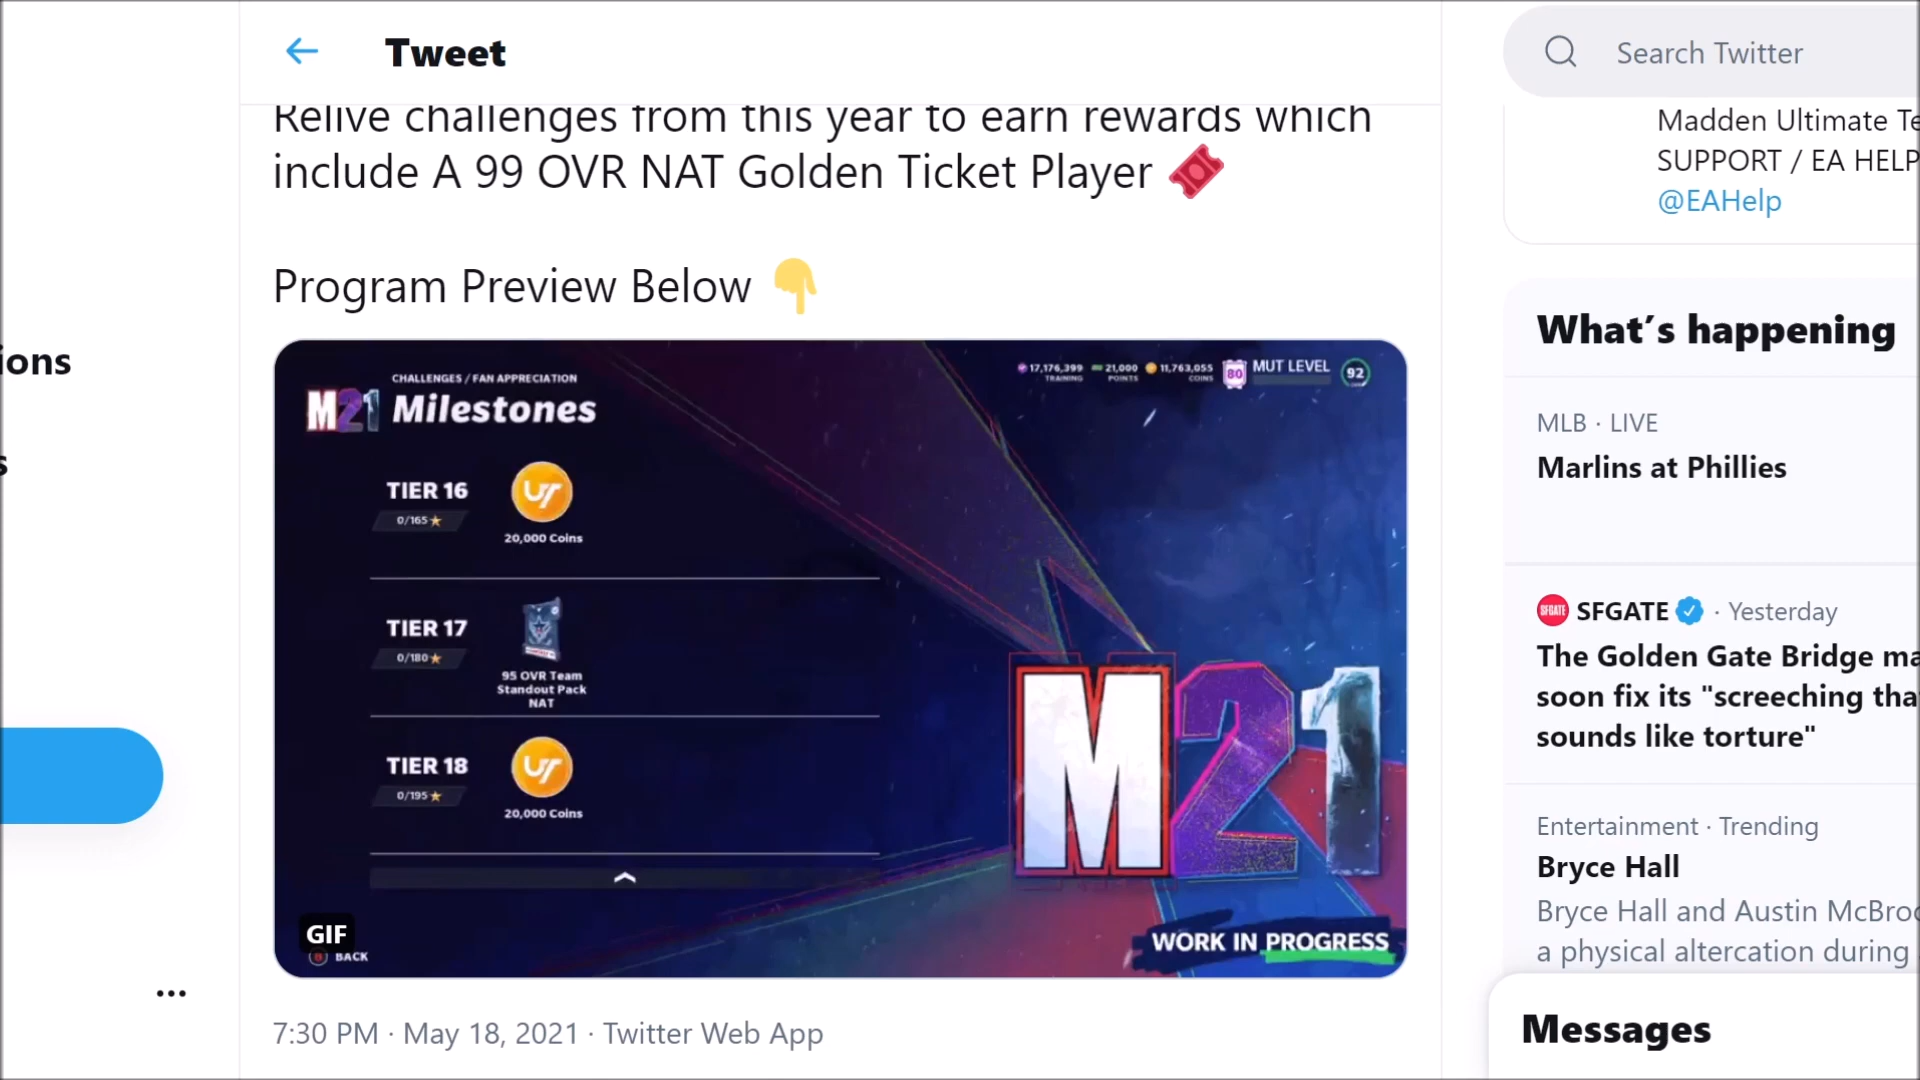 Tweet
Search Twitter
Relive challenges from this year to earn rewards which
include A 99 OVR NAT Golden Ticket Player
Program Preview Below
CHALLENGES / FAN APPRECIATION
M21 Milestones
17,176,399
TRAINING
21,000
POINTS
11,763,055
COINS
80
MUT LEVEL
92
TIER 16
0/165
20,000 Coins
TIER 17
0/180
95 OVR Team
Standout Pack
NAT
TIER 18
0/195
20,000 Coins
M21
GIF
BACK
WORK IN PROGRESS
7:30 PM · May 18, 2021 · Twitter Web App
ions
s
Madden Ultimate Te
SUPPORT / EA HELP
@EAHelp
What's happening
MLB · LIVE
Marlins at Phillies
SFGATE
SFGATE · Yesterday
The Golden Gate Bridge ma
soon fix its "screeching tha
sounds like torture"
Entertainment · Trending
Bryce Hall
Bryce Hall and Austin McBroo
a physical altercation during
Messages